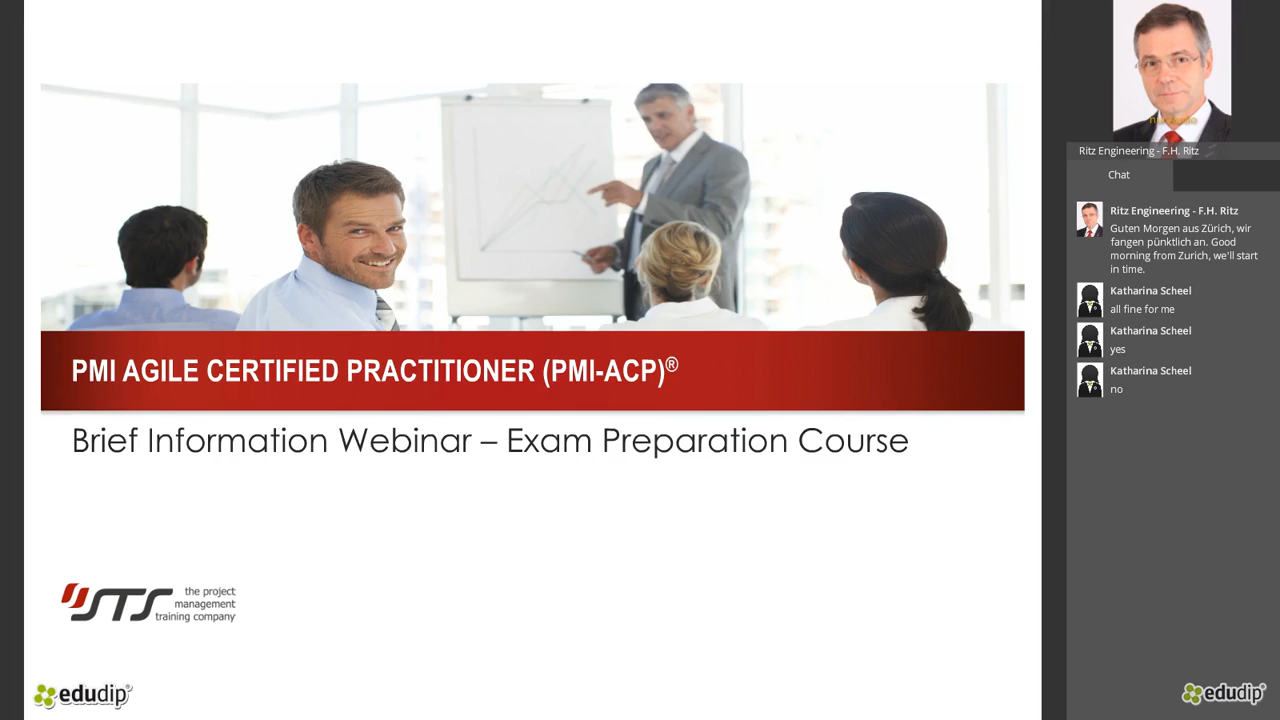 PMI AGILE CERTIFIED PRACTITIONER (PMI-ACP)®
Brief Information Webinar – Exam Preparation Course
STS
the project
management
training company
edudip®
Ritz Engineering - F.H. Ritz
Chat
Ritz Engineering - F.H. Ritz
Guten Morgen aus Zürich, wir
fangen pünktlich an. Good
morning from Zurich, we'll start
in time.
Katharina Scheel
all fine for me
Katharina Scheel
yes
Katharina Scheel
no
edudip®